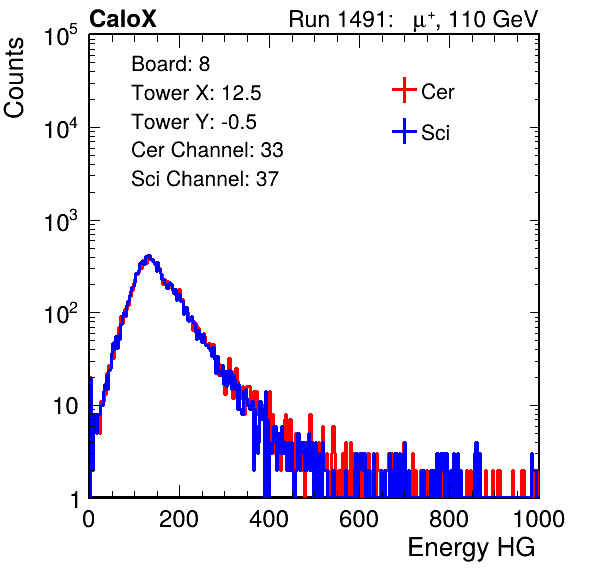 CaloX Run 1491: μ⁺, 110 GeV
Board: 8
Tower X: 12.5
Tower Y: -0.5
Cer Channel: 33
Sci Channel: 37
Cer
Sci
Counts
10⁵
10⁴
10³
10²
10
1
0 200 400 600 800 1000
Energy HG